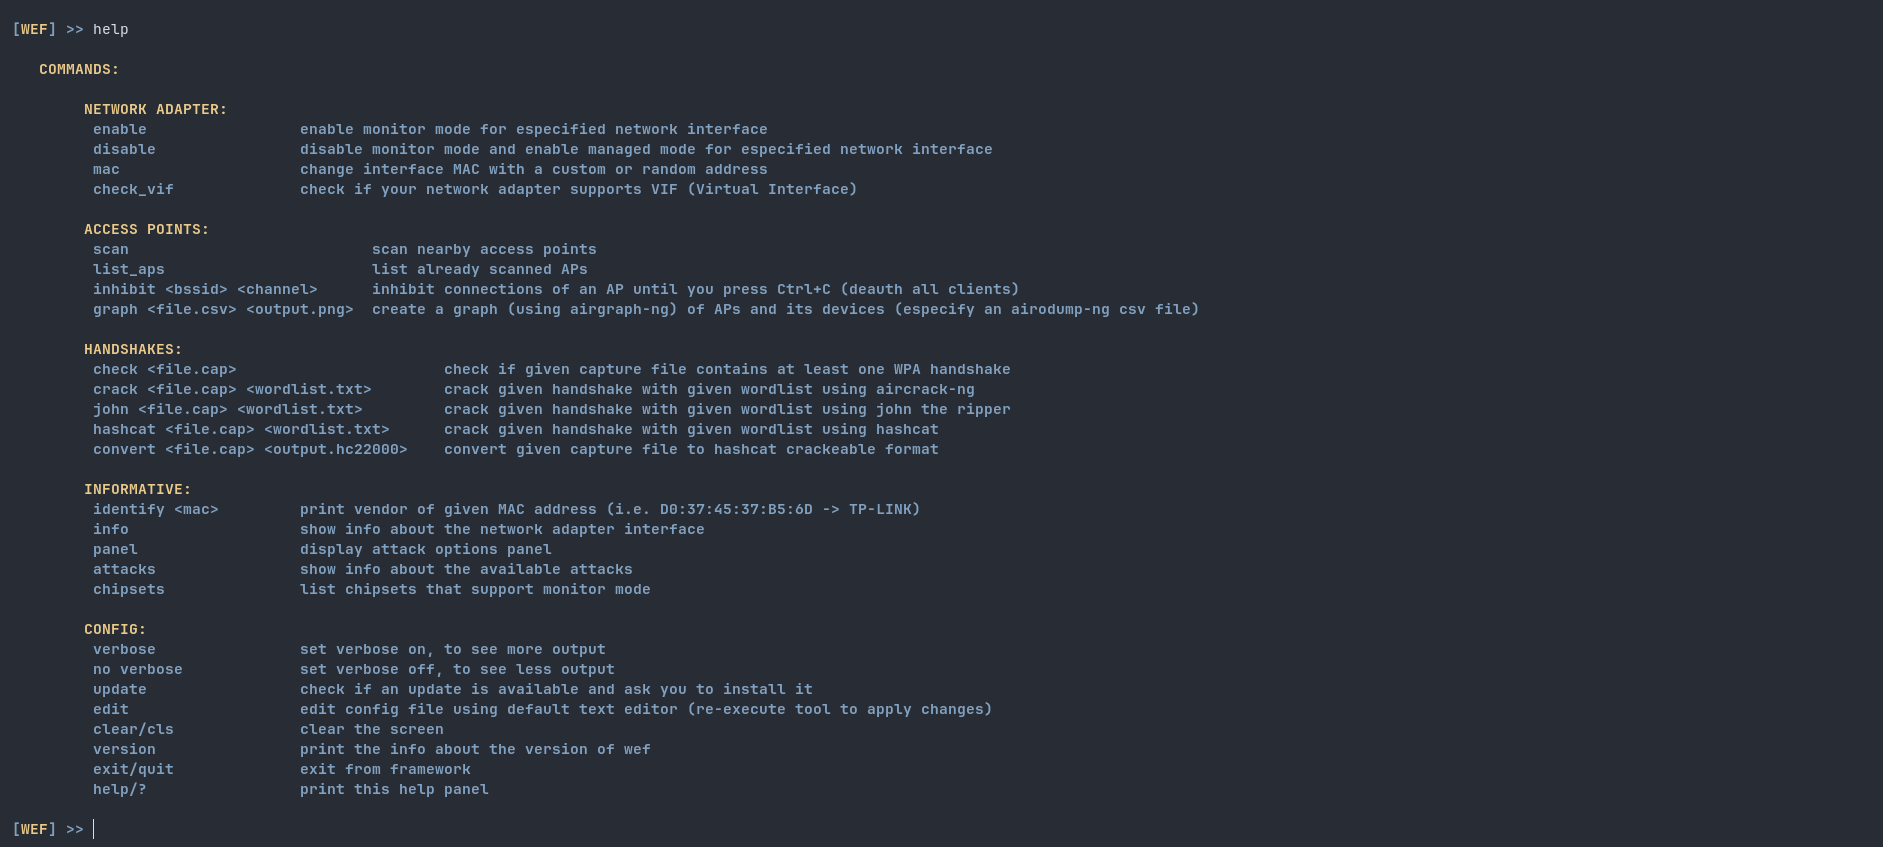 [WEF] >> help
COMMANDS:
NETWORK ADAPTER:
enable enable monitor mode for especified network interface
disable disable monitor mode and enable managed mode for especified network interface
mac change interface MAC with a custom or random address
check_vif check if your network adapter supports VIF (Virtual Interface)
ACCESS POINTS:
scan scan nearby access points
list_aps list already scanned APs
inhibit <bssid> <channel> inhibit connections of an AP until you press Ctrl+C (deauth all clients)
graph <file.csv> <output.png> create a graph (using airgraph-ng) of APs and its devices (especify an airodump-ng csv file)
HANDSHAKES:
check <file.cap> check if given capture file contains at least one WPA handshake
crack <file.cap> <wordlist.txt> crack given handshake with given wordlist using aircrack-ng
john <file.cap> <wordlist.txt> crack given handshake with given wordlist using john the ripper
hashcat <file.cap> <wordlist.txt> crack given handshake with given wordlist using hashcat
convert <file.cap> <output.hc22000> convert given capture file to hashcat crackeable format
INFORMATIVE:
identify <mac> print vendor of given MAC address (i.e. D0:37:45:37:B5:6D -> TP-LINK)
info show info about the network adapter interface
panel display attack options panel
attacks show info about the available attacks
chipsets list chipsets that support monitor mode
CONFIG:
verbose set verbose on, to see more output
no verbose set verbose off, to see less output
update check if an update is available and ask you to install it
edit edit config file using default text editor (re-execute tool to apply changes)
clear/cls clear the screen
version print the info about the version of wef
exit/quit exit from framework
help/? print this help panel
[WEF] >>